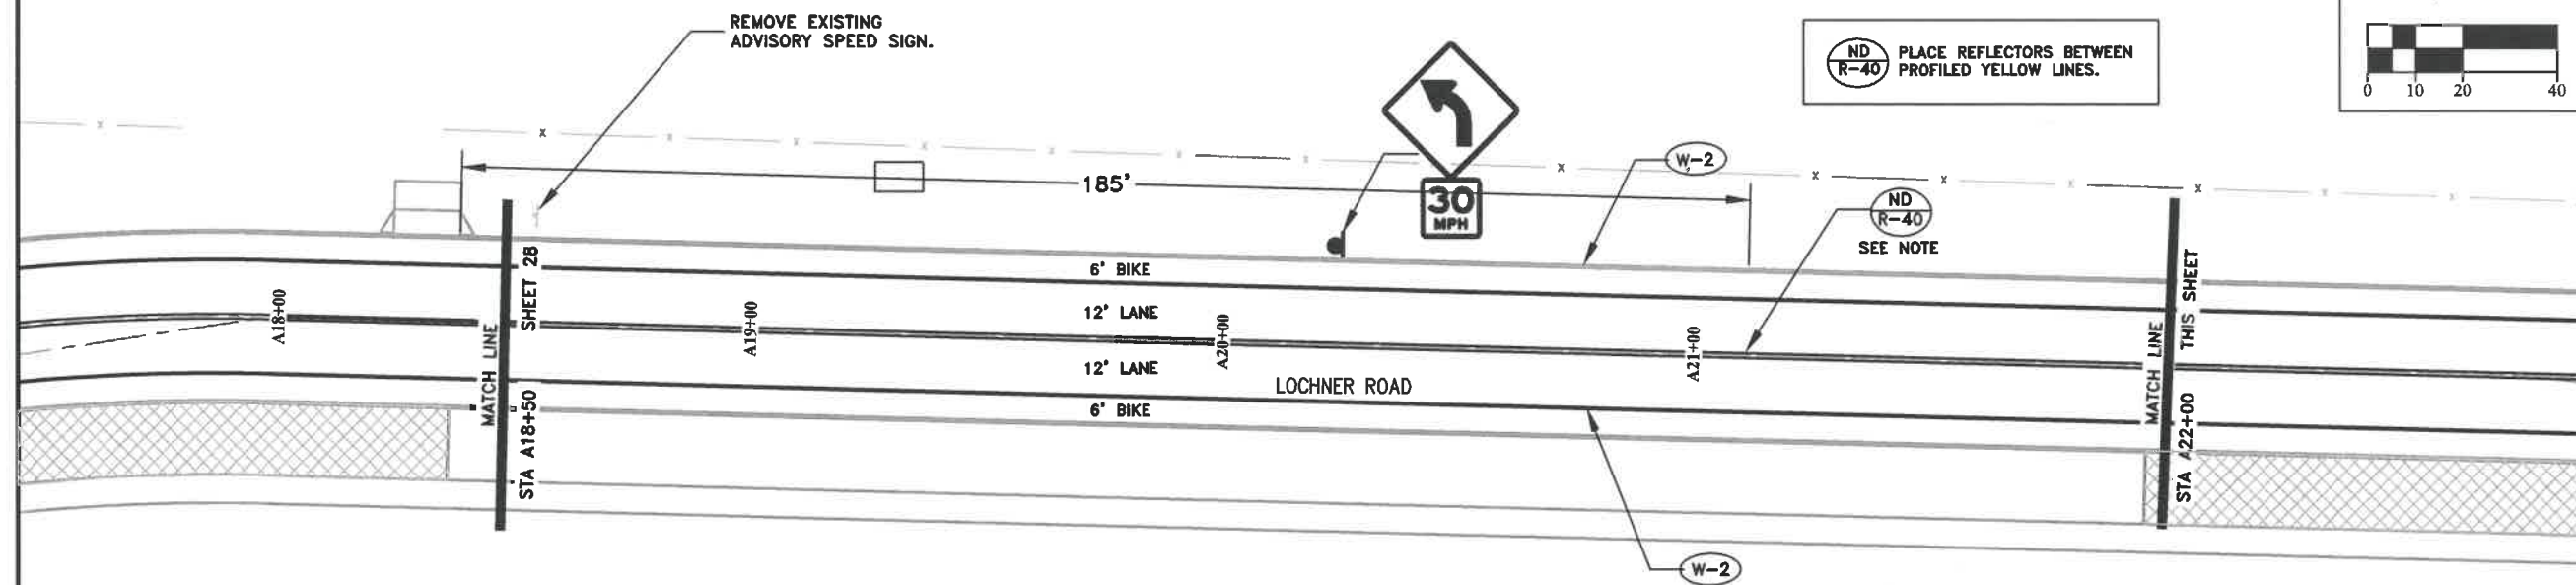 REMOVE EXISTING
ADVISORY SPEED SIGN.
ND
R-40
PLACE REFLECTORS BETWEEN
PROFILED YELLOW LINES.
0 10 20 40
185'
30
MPH
W-2
ND
R-40
SEE NOTE
MATCH LINE
STA A18+50 SHEET 28
A18+00
A19+00
A20+00
A21+00
6' BIKE
12' LANE
12' LANE
LOCHNER ROAD
6' BIKE
MATCH LINE
STA A22+00 THIS SHEET
W-2